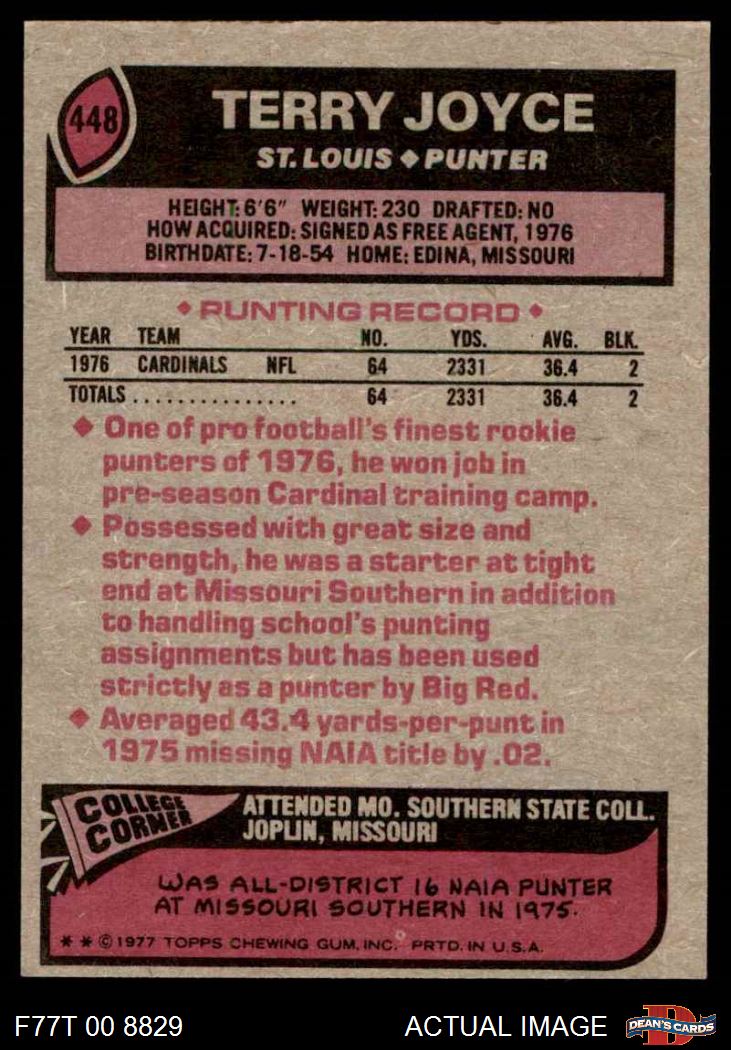 448
TERRY JOYCE
ST. LOUIS ◆ PUNTER
HEIGHT: 6'6" WEIGHT: 230 DRAFTED: NO
HOW ACQUIRED: SIGNED AS FREE AGENT, 1976
BIRTHDATE: 7-18-54 HOME: EDINA, MISSOURI
◆ PUNTING RECORD ◆
YEAR TEAM NO. YDS. AVG. BLK.
1976 CARDINALS NFL 64 2331 36.4 2
TOTALS ............... 64 2331 36.4 2
◆ One of pro football's finest rookie
punters of 1976, he won job in
pre-season Cardinal training camp.
◆ Possessed with great size and
strength, he was a starter at tight
end at Missouri Southern in addition
to handling school's punting
assignments but has been used
strictly as a punter by Big Red.
◆ Averaged 43.4 yards-per-punt in
1975 missing NAIA title by .02.
COLLEGE
CORNER
ATTENDED MO. SOUTHERN STATE COLL.
JOPLIN, MISSOURI
WAS ALL-DISTRICT 16 NAIA PUNTER
AT MISSOURI SOUTHERN IN 1975.
* * © 1977 TOPPS CHEWING GUM, INC. PRTD. IN U.S.A.
F77T 00 8829 ACTUAL IMAGE
D
DEAN'S CARDS